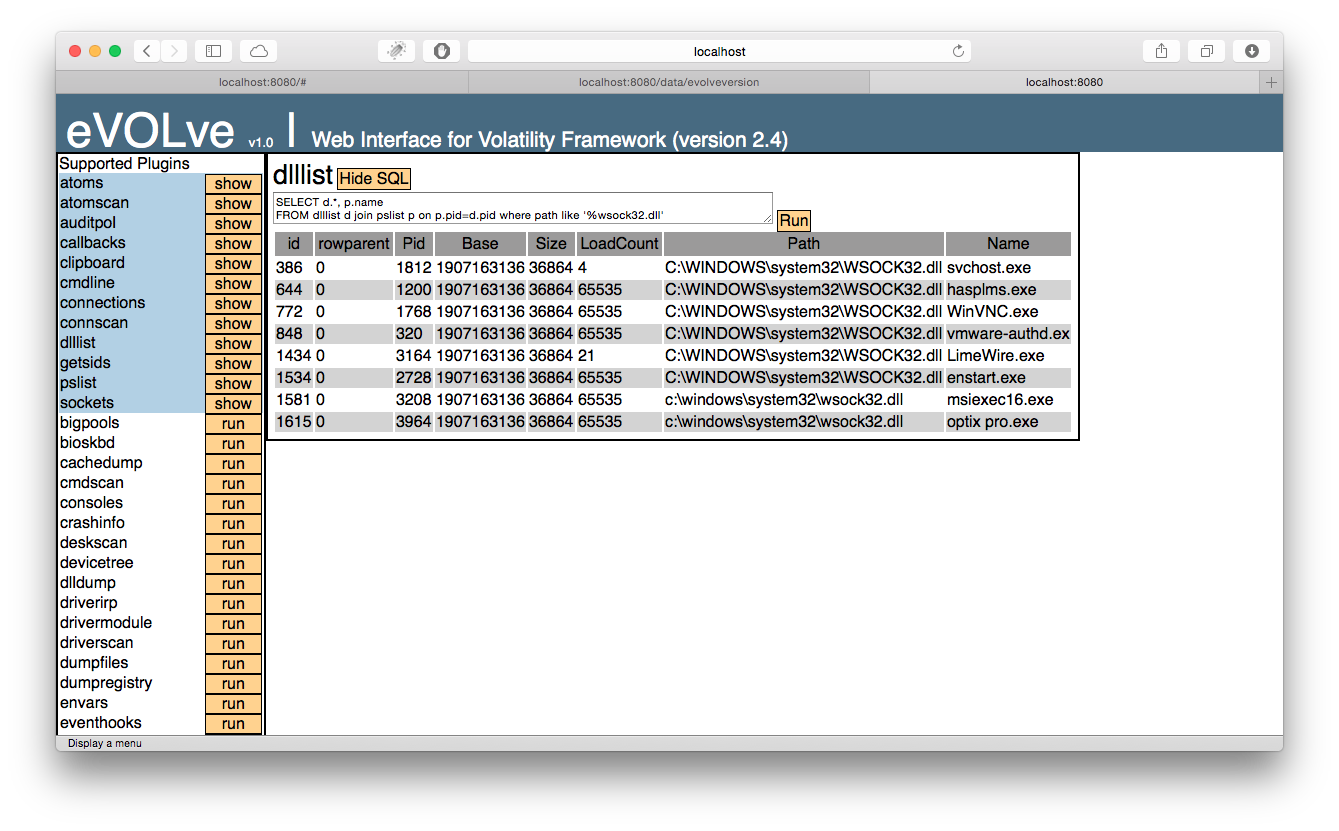 localhost
localhost:8080/#
localhost:8080/data/evolveversion
localhost:8080
eVOLve v1.0 | Web Interface for Volatility Framework (version 2.4)
Supported Plugins
atoms show
atomscan show
auditpol show
callbacks show
clipboard show
cmdline show
connections show
connscan show
dlllist show
getsids show
pslist show
sockets show
bigpools run
bioskbd run
cachedump run
cmdscan run
consoles run
crashinfo run
deskscan run
devicetree run
dlldump run
driverirp run
drivermodule run
driverscan run
dumpfiles run
dumpregistry run
envars run
eventhooks run
dlllist Hide SQL
SELECT d.*, p.name
FROM dlllist d join pslist p on p.pid=d.pid where path like '%wsock32.dll'
Run
id rowparent Pid Base Size LoadCount Path Name
386 0 1812 1907163136 36864 4 C:\WINDOWS\system32\WSOCK32.dll svchost.exe
644 0 1200 1907163136 36864 65535 C:\WINDOWS\system32\WSOCK32.dll hasplms.exe
772 0 1768 1907163136 36864 65535 C:\WINDOWS\system32\WSOCK32.dll WinVNC.exe
848 0 320 1907163136 36864 65535 C:\WINDOWS\system32\WSOCK32.dll vmware-authd.ex
1434 0 3164 1907163136 36864 21 C:\WINDOWS\system32\WSOCK32.dll LimeWire.exe
1534 0 2728 1907163136 36864 65535 C:\WINDOWS\system32\WSOCK32.dll enstart.exe
1581 0 3208 1907163136 36864 65535 c:\windows\system32\wsock32.dll msiexec16.exe
1615 0 3964 1907163136 36864 65535 c:\windows\system32\wsock32.dll optix pro.exe
Display a menu